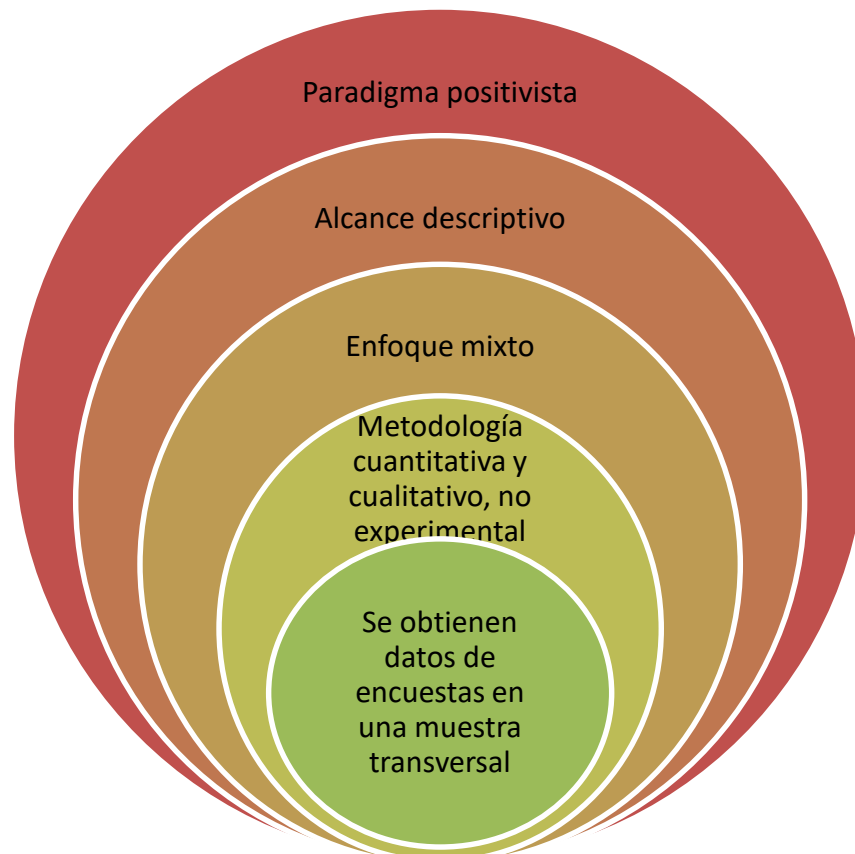 Paradigma positivista
Alcance descriptivo
Enfoque mixto
Metodología
cuantitativa y
cualitativo, no
experimental
Se obtienen
datos de
encuestas en
una muestra
transversal